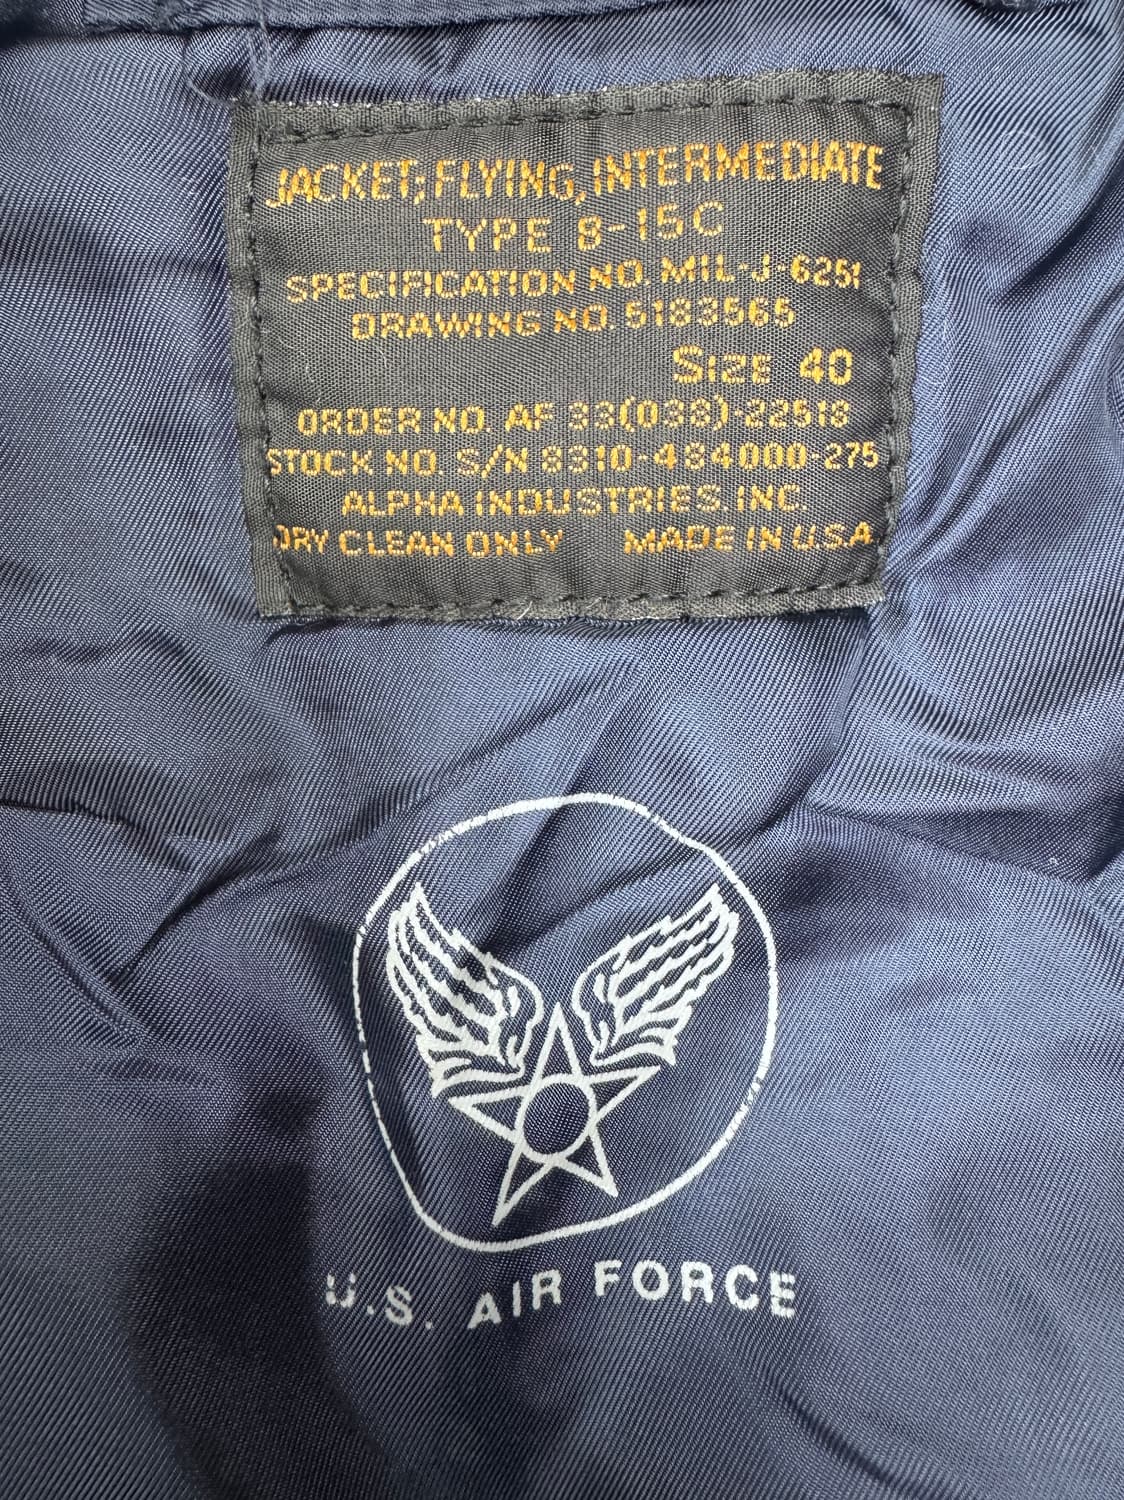 JACKET, FLYING, INTERMEDIATE
TYPE B-15C
SPECIFICATION NO. MIL-J-6251
DRAWING NO. 5183565
SIZE 40
ORDER NO. AF 33(038)-22518
STOCK NO. S/N 8310-484000-275
ALPHA INDUSTRIES. INC.
DRY CLEAN ONLY MADE IN U.S.A.
U.S. AIR FORCE